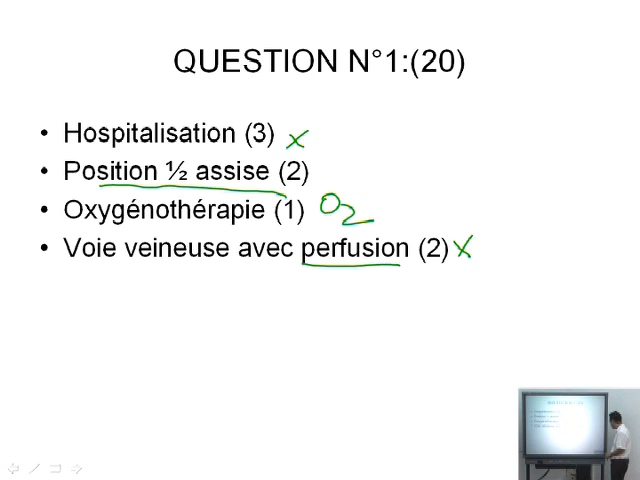 QUESTION N°1:(20)
• Hospitalisation (3) x
• Position ½ assise (2)
• Oxygénothérapie (1) O2
• Voie veineuse avec perfusion (2) x